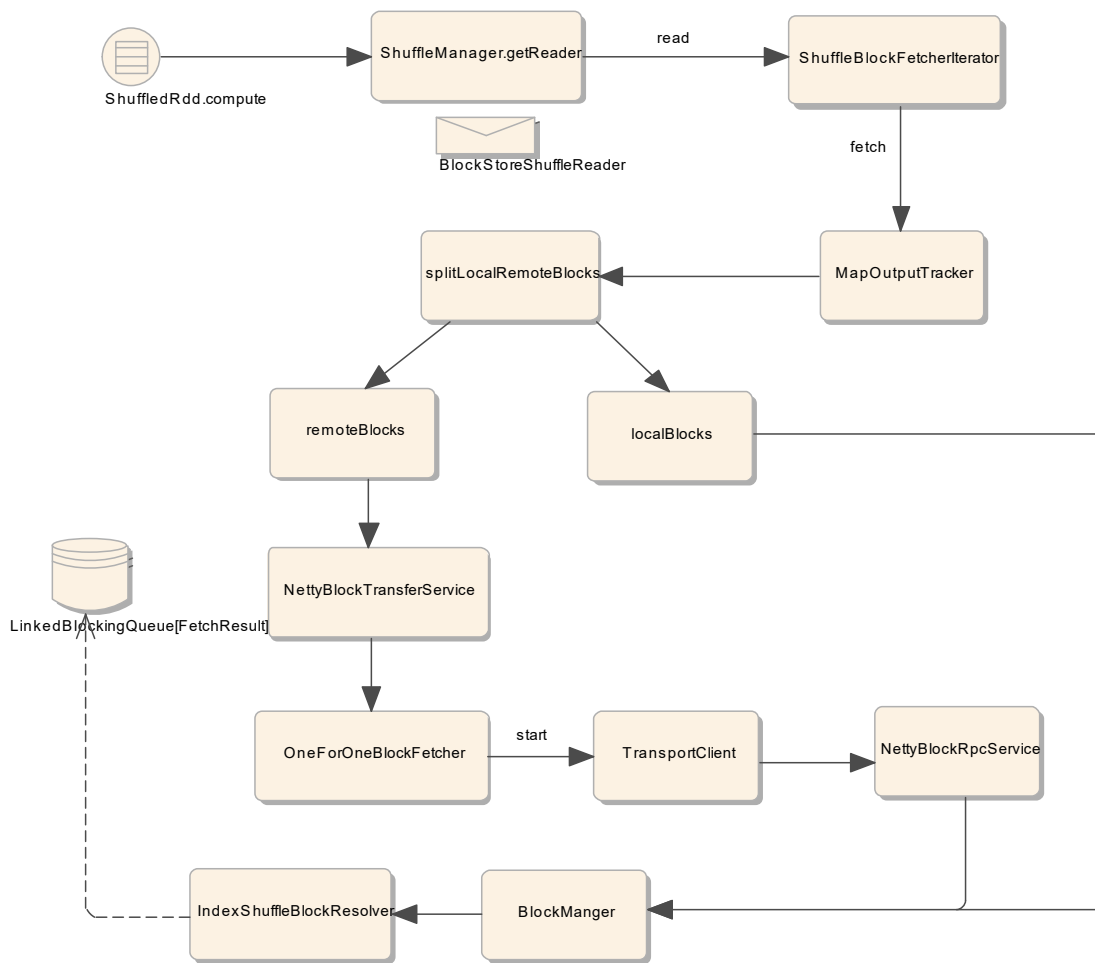 ShuffleManager.getReader
read
ShuffleBlockFetcherIterator
ShuffledRdd.compute
BlockStoreShuffleReader
fetch
splitLocalRemoteBlocks
MapOutputTracker
remoteBlocks
localBlocks
NettyBlockTransferService
LinkedBlockingQueue[FetchResult]
OneForOneBlockFetcher
start
TransportClient
NettyBlockRpcService
IndexShuffleBlockResolver
BlockManger